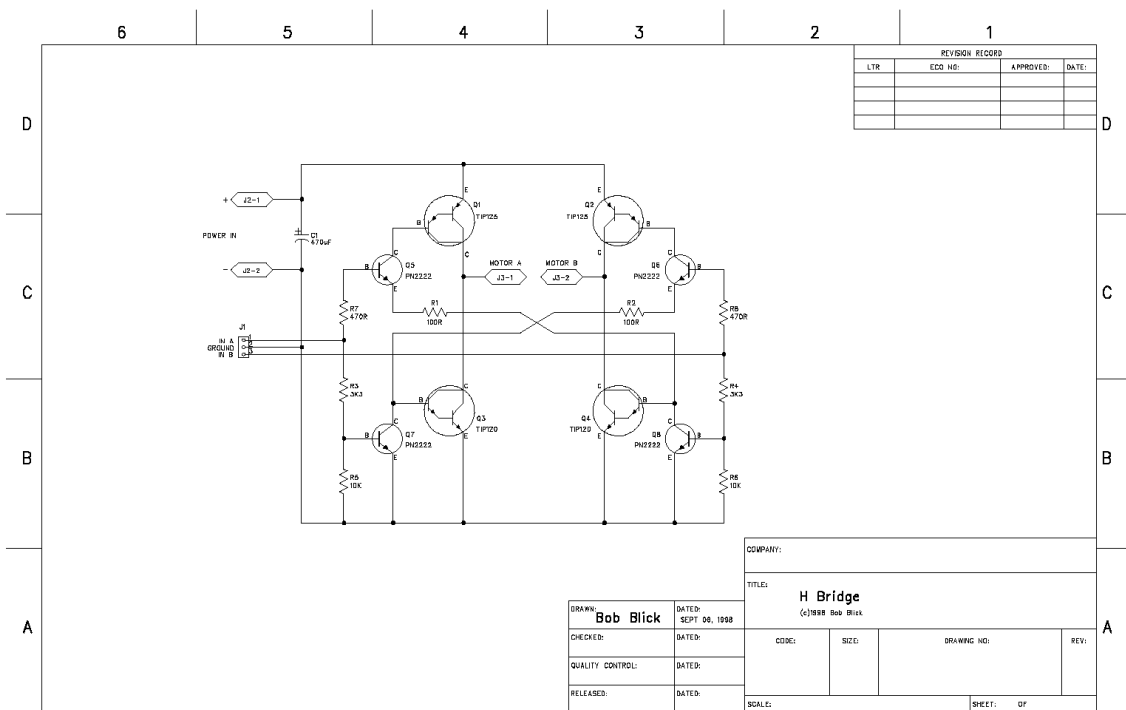 6 5 4 3 2 1
REVISION RECORD
LTR ECO NO: APPROVED: DATE:
D D
E E
Q1 Q2
+ J2-1 TIP125 TIP125
B B
POWER IN + C1
470uF
C C
C C
MOTOR A MOTOR B
- J2-2 B Q5 J3-1 J3-2 Q6 B
PN2222 PN2222
C C
E E
R7 R1 R2
470R 100R 100R 470R
J1
IN A 1
GROUND 2
IN B 3
R3 C C R4
3K3 B B 3K3
Q3 Q4
C TIP120 TIP120 C
B Q7 E E Q8 B
PN2222 PN2222
B B
E E
R5 R6
10K 10K
COMPANY:
TITLE:
H Bridge
(c)1998 Bob Blick
DRAWN: Bob Blick DATED: SEPT 06, 1998
A A
CHECKED: DATED: CODE: SIZE: DRAWING NO: REV:
QUALITY CONTROL: DATED:
RELEASED: DATED: SCALE: SHEET: OF